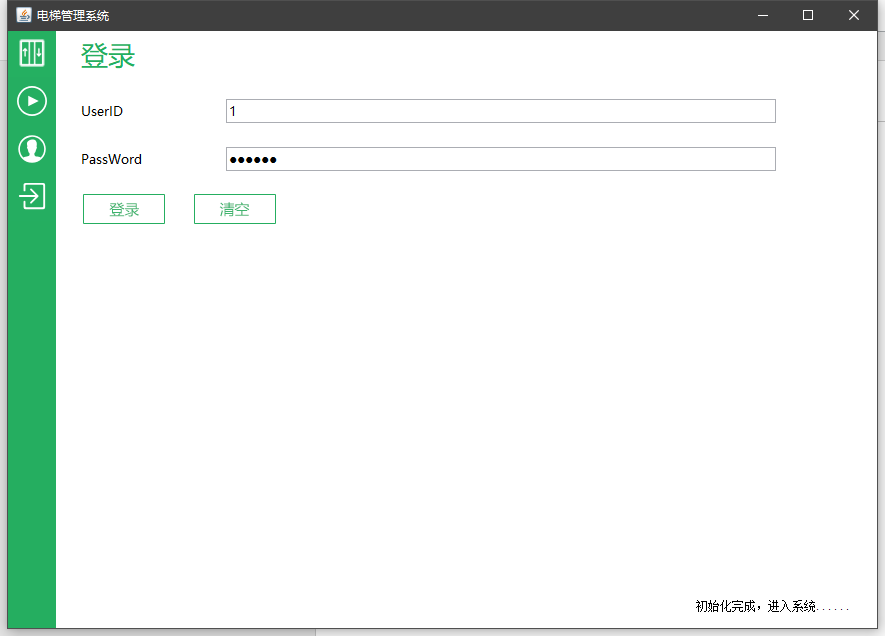 电梯管理系统
登录
UserID 1
PassWord ●●●●●●
登录 清空
初始化完成，进入系统......